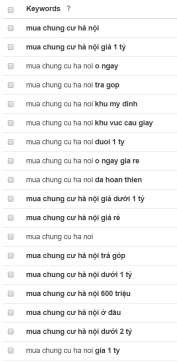 Keywords ?
mua chung cư hà nội
mua chung cư hà nội giá 1 tỷ
mua chung cu ha noi o ngay
mua chung cu ha noi tra gop
mua chung cu ha noi khu my dinh
mua chung cu ha noi khu vuc cau giay
mua chung cu ha noi duoi 1 ty
mua chung cu ha noi o ngay gia re
mua chung cu ha noi da hoan thien
mua chung cư hà nội giá dưới 1 tỷ
mua chung cư hà nội giá rẻ
mua chung cu ha noi
mua chung cư hà nội trả góp
mua chung cư hà nội dưới 1 tỷ
mua chung cư hà nội 600 triệu
mua chung cư hà nội ở đâu
mua chung cư hà nội dưới 2 tỷ
mua chung cu ha noi gia 1 ty